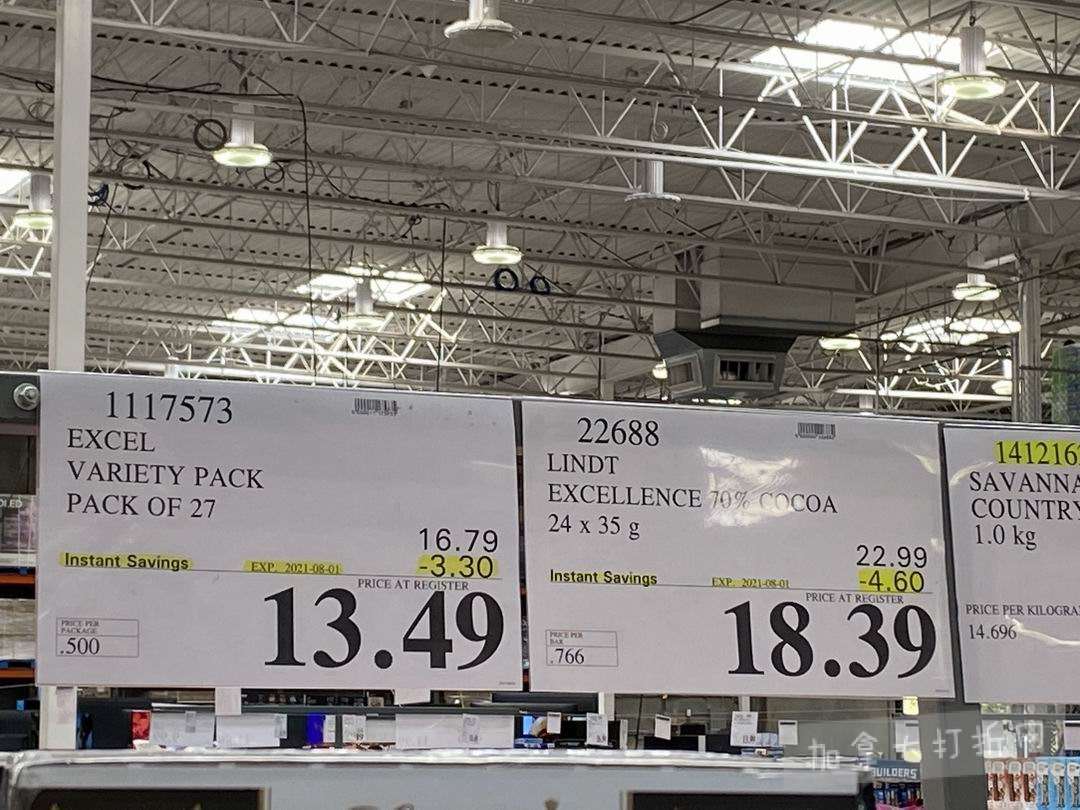 1117573
EXCEL
VARIETY PACK
PACK OF 27
16.79
Instant Savings EXP. 2021-08-01 -3.30
PRICE AT REGISTER
13.49
PRICE PER
PACKAGE
.500
22688
LINDT
EXCELLENCE 70% COCOA
24 x 35 g
22.99
Instant Savings EXP. 2021-08-01 -4.60
PRICE AT REGISTER
18.39
PRICE PER
BAR
.766
141216
SAVANNA
COUNTRY
1.0 kg
PRICE PER KILOGRA
14.696
加拿大打折吧
BUILDERS